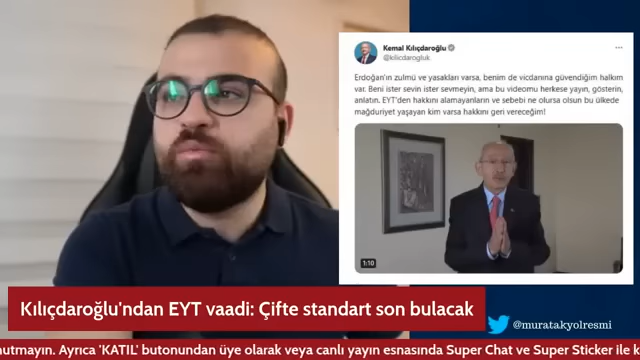 Kemal Kılıçdaroğlu
@kilicdarogluk
Erdoğan'ın zulmü ve yasakları varsa, benim de vicdanına güvendiğim halkım
var. Beni ister sevin ister sevmeyin, ama bu videomu herkese yayın, gösterin,
anlatın. EYT'den hakkını alamayanların ve sebebi ne olursa olsun bu ülkede
mağduriyet yaşayan kim varsa hakkını geri vereceğim!
1:10
Kılıçdaroğlu'ndan EYT vaadi: Çifte standart son bulacak
@muratakyolresmi
nutmayın. Ayrıca 'KATIL' butonundan üye olarak veya canlı yayın esnasında Super Chat ve Super Sticker ile k